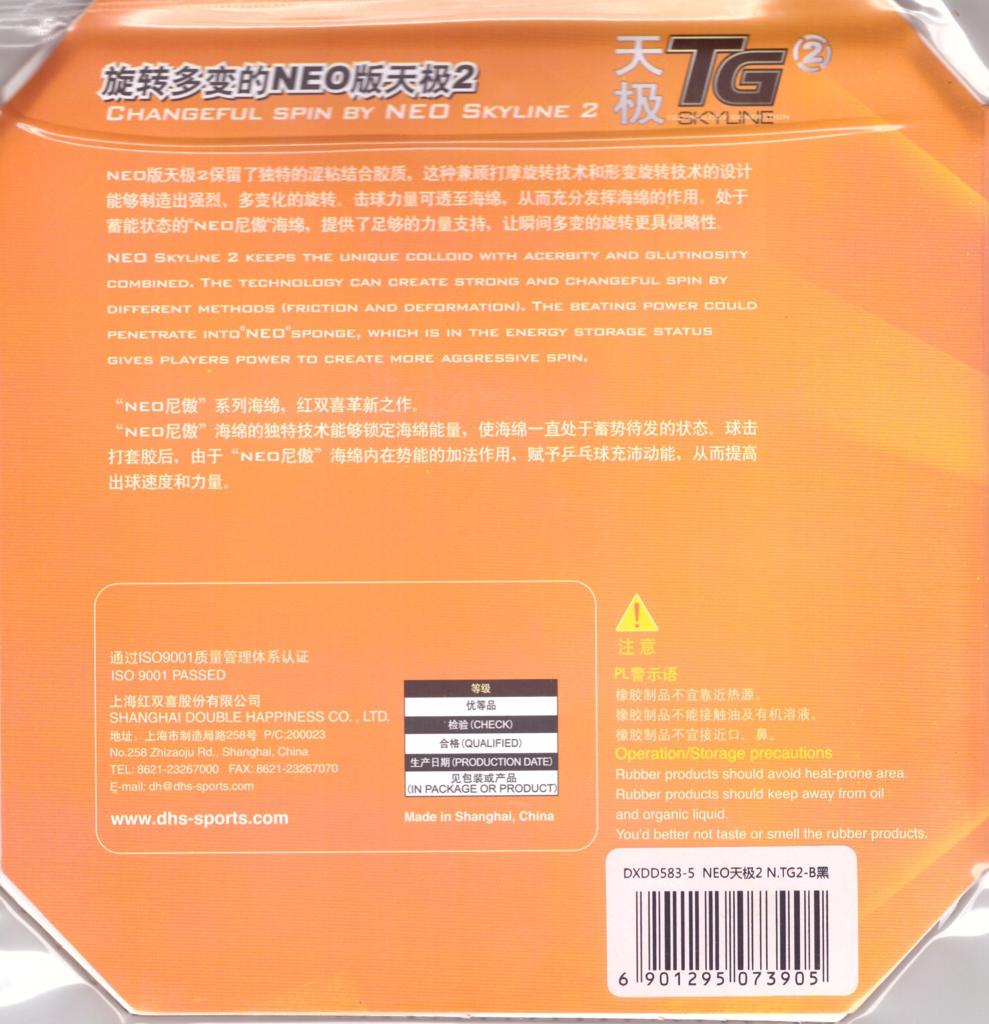 旋转多变的NEO版天极2
CHANGEFUL SPIN BY NEO SKYLINE 2
天极
TG
2
SKYLINE
NEO版天极2保留了独特的涩粘结合胶质，这种兼顾打摩旋转技术和形变旋转技术的设计
能够制造出强烈、多变化的旋转。击球力量可透至海绵，从而充分发挥海绵的作用。处于
蓄能状态的"NEO尼傲"海绵，提供了足够的力量支持，让瞬间多变的旋转更具侵略性。
NEO SKYLINE 2 KEEPS THE UNIQUE COLLOID WITH ACERBITY AND GLUTINOSITY
COMBINED. THE TECHNOLOGY CAN CREATE STRONG AND CHANGEFUL SPIN BY
DIFFERENT METHODS (FRICTION AND DEFORMATION). THE BEATING POWER COULD
PENETRATE INTO"NEO"SPONGE, WHICH IS IN THE ENERGY STORAGE STATUS
GIVES PLAYERS POWER TO CREATE MORE AGGRESSIVE SPIN.
“NEO尼傲”系列海绵，红双喜革新之作。
“NEO尼傲”海绵的独特技术能够锁定海绵能量，使海绵一直处于蓄势待发的状态。球击
打套胶后，由于“NEO尼傲”海绵内在势能的加法作用，赋予乒乓球充沛动能，从而提高
出球速度和力量。
通过ISO9001质量管理体系认证
ISO 9001 PASSED
上海红双喜股份有限公司
SHANGHAI DOUBLE HAPPINESS CO. , LTD.
地址：上海市制造局路258号 P/C:200023
No.258 Zhizaoju Rd., Shanghai, China
TEL: 8621-23267000 FAX: 8621-23267070
E-mail: dh@dhs-sports.com
www.dhs-sports.com
等级
优等品
检验(CHECK)
合格(QUALIFIED)
生产日期(PRODUCTION DATE)
见包装或产品
(IN PACKAGE OR PRODUCT)
Made in Shanghai, China
注意
PL警示语
橡胶制品不宜靠近热源。
橡胶制品不能接触油及有机溶液。
橡胶制品不宜接近口、鼻。
Operation/Storage precautions
Rubber products should avoid heat-prone area.
Rubber products should keep away from oil
and organic liquid.
You'd better not taste or smell the rubber products.
DXDD583-5 NEO天极2 N.TG2-B黑
6 901295 073905